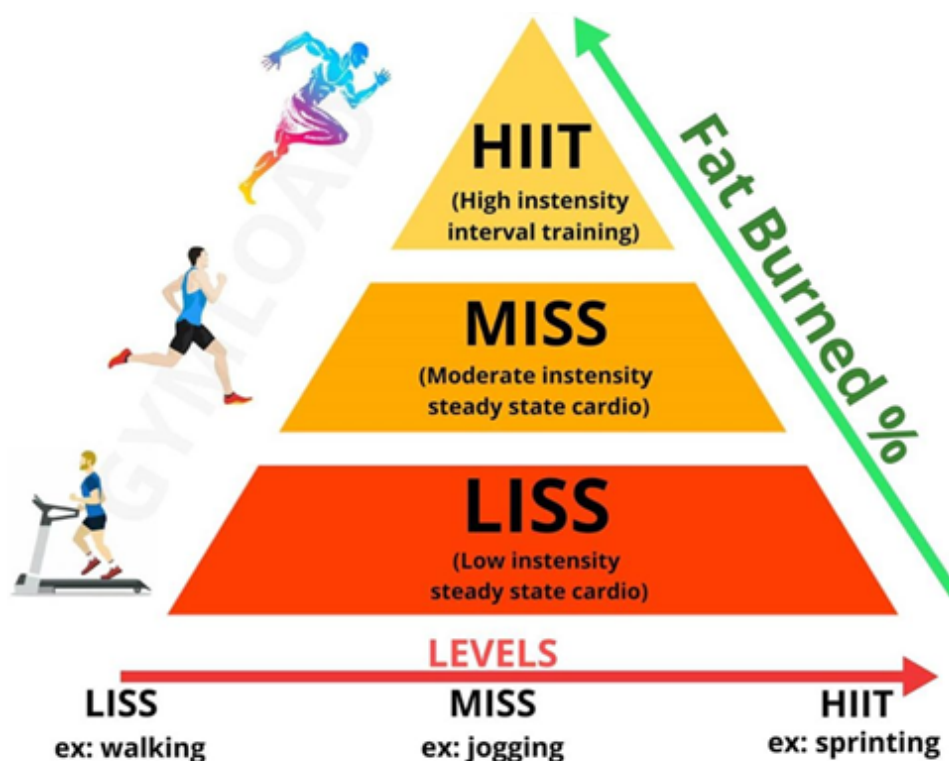 HIIT
(High instensity
interval training)
Fat Burned %
MISS
(Moderate instensity
steady state cardio)
LISS
(Low instensity
steady state cardio)
GYMLOAD
LEVELS
LISS
ex: walking
MISS
ex: jogging
HIIT
ex: sprinting